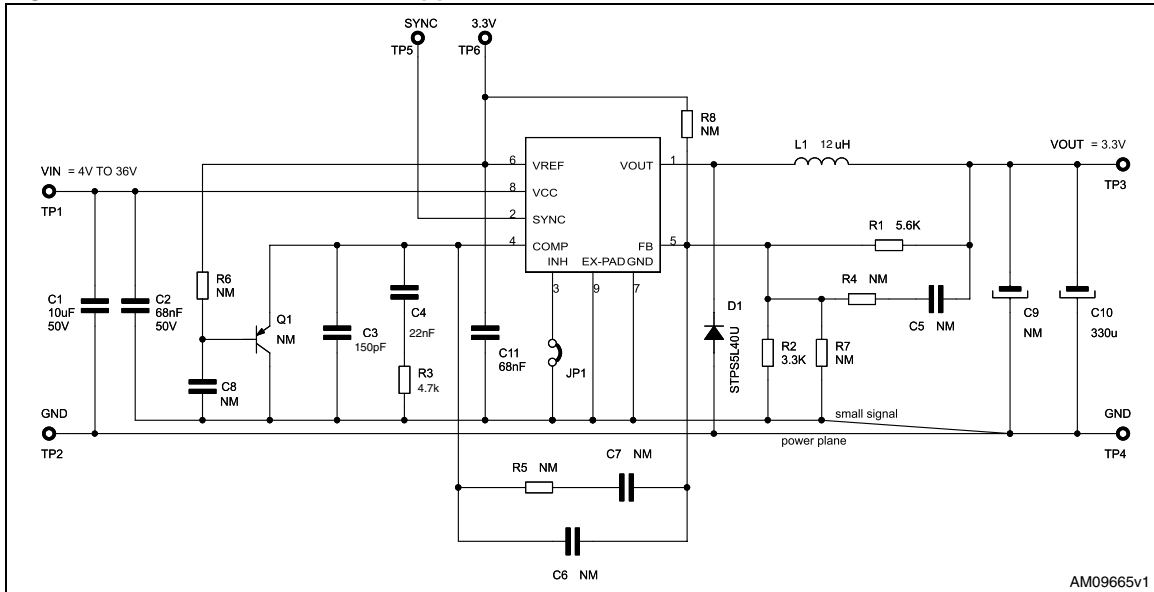 SYNC
3.3V
TP5
TP6
R8
NM
L1 12 uH
VIN = 4V TO 36V
VOUT = 3.3V
TP1
TP3
6 VREF
VOUT 1
8 VCC
2 SYNC
4 COMP
FB 5
INH EX-PAD GND
3 9 7
R1 5.6K
R4 NM
C5 NM
R6
NM
C1
10uF
50V
C2
68nF
50V
Q1
NM
C3
150pF
C4
22nF
R3
4.7k
C11
68nF
JP1
D1
STPS5L40U
R2
3.3K
R7
NM
C9
NM
C10
330u
C8
NM
GND
TP2
small signal
power plane
GND
TP4
R5 NM
C7 NM
C6 NM
AM09665v1